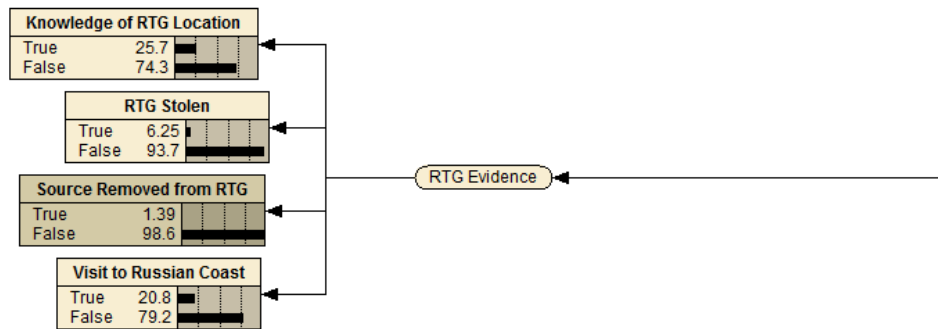 Knowledge of RTG Location
True 25.7
False 74.3
RTG Stolen
True 6.25
False 93.7
RTG Evidence
Source Removed from RTG
True 1.39
False 98.6
Visit to Russian Coast
True 20.8
False 79.2